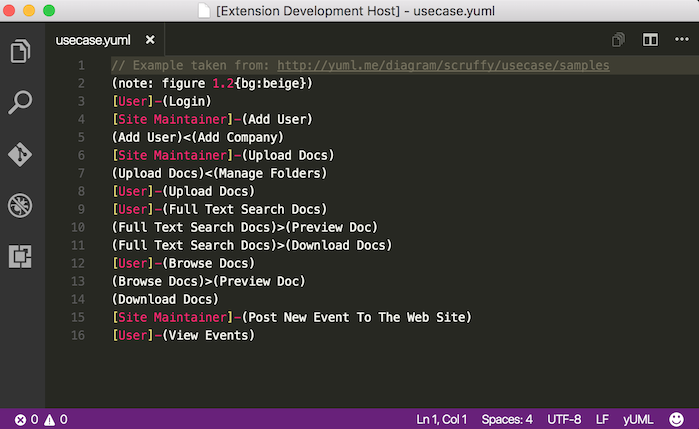 [Extension Development Host] - usecase.yuml
usecase.yuml
1 // Example taken from: http://yuml.me/diagram/scruffy/usecase/samples
2 (note: figure 1.2{bg:beige})
3 [User]-(Login)
4 [Site Maintainer]-(Add User)
5 (Add User)<(Add Company)
6 [Site Maintainer]-(Upload Docs)
7 (Upload Docs)<(Manage Folders)
8 [User]-(Upload Docs)
9 [User]-(Full Text Search Docs)
10 (Full Text Search Docs)>(Preview Doc)
11 (Full Text Search Docs)>(Download Docs)
12 [User]-(Browse Docs)
13 (Browse Docs)>(Preview Doc)
14 (Download Docs)
15 [Site Maintainer]-(Post New Event To The Web Site)
16 [User]-(View Events)
0 0 Ln 1, Col 1 Spaces: 4 UTF-8 LF yUML